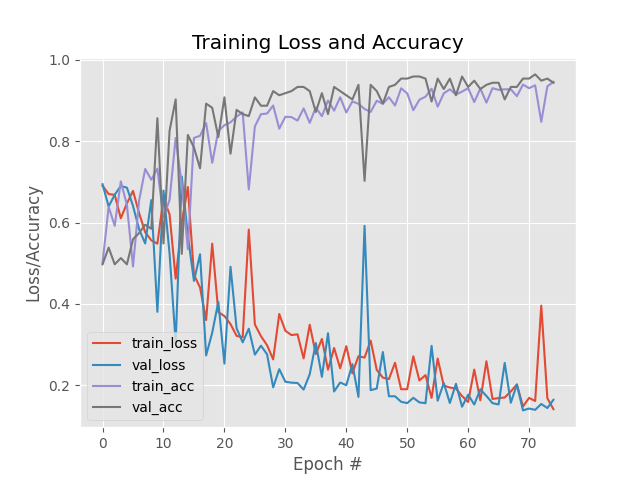 Training Loss and Accuracy
Loss/Accuracy
1.0
0.8
0.6
0.4
0.2
train_loss
val_loss
train_acc
val_acc
0 10 20 30 40 50 60 70
Epoch #